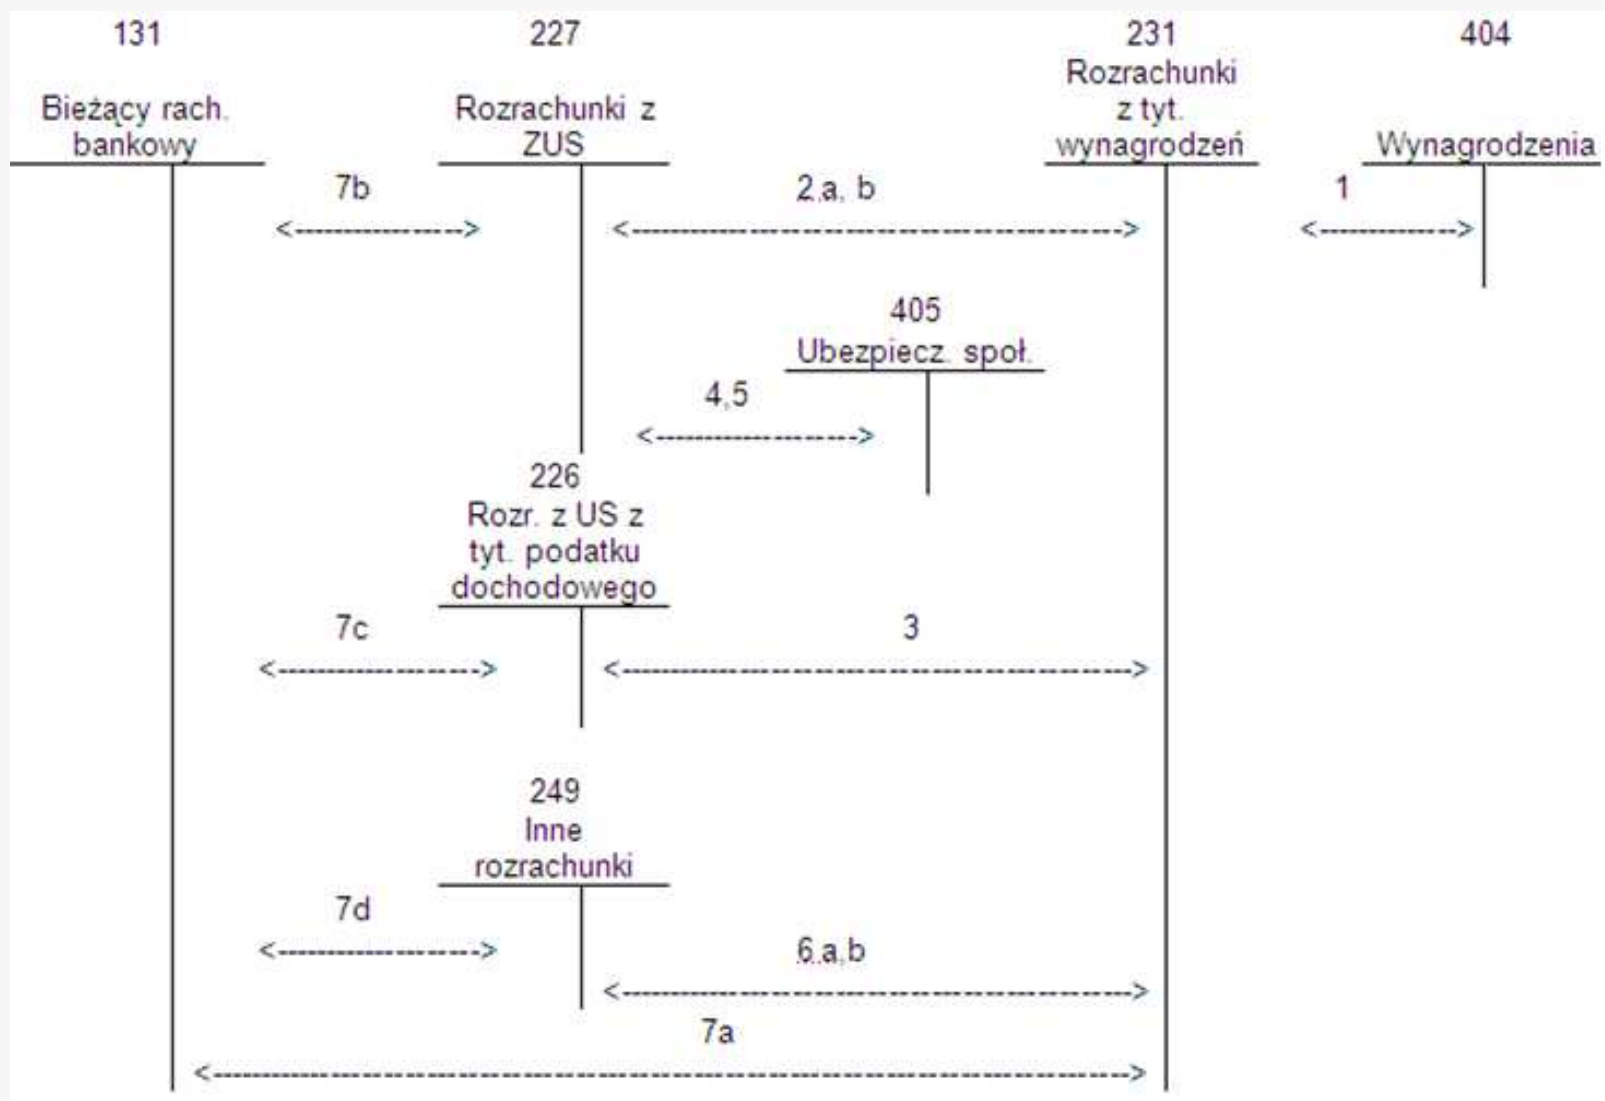 131
227
231
404
Bieżący rach.
bankowy
Rozrachunki z
ZUS
Rozrachunki
z tyt.
wynagrodzeń
Wynagrodzenia
7b
2.a, b
1
<---------------->
<------------------------------------------->
<------------->
405
Ubezpiecz. społ.
4,5
<------------------>
226
Rozr. z US z
tyt. podatku
dochodowego
7c
3
<------------------>
<-------------------------------------------->
249
Inne
rozrachunki
7d
<------------------>
6.a,b
<-------------------------------------------->
7a
<------------------------------------------------------------------------------>